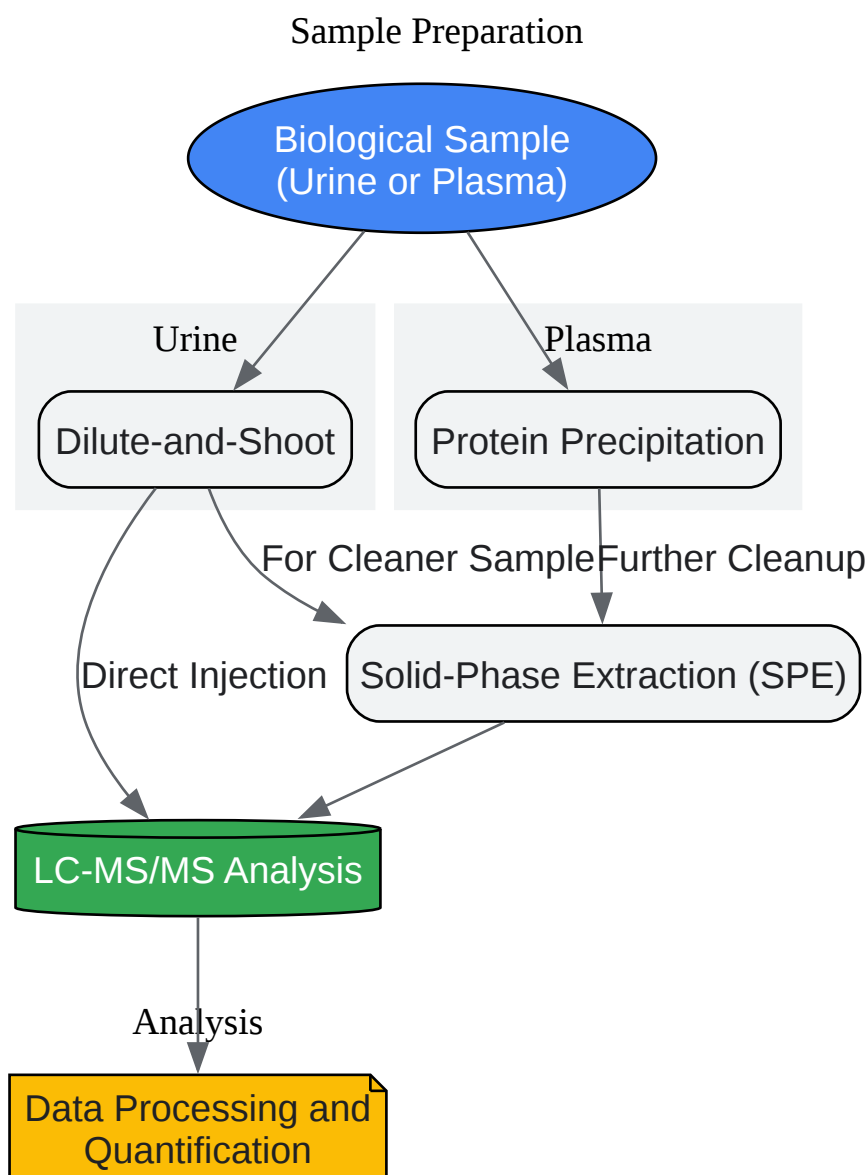 Sample Preparation
Biological Sample
(Urine or Plasma)
Urine
Plasma
Dilute-and-Shoot
Protein Precipitation
For Cleaner Sample
Further Cleanup
Direct Injection
Solid-Phase Extraction (SPE)
LC-MS/MS Analysis
Analysis
Data Processing and
Quantification